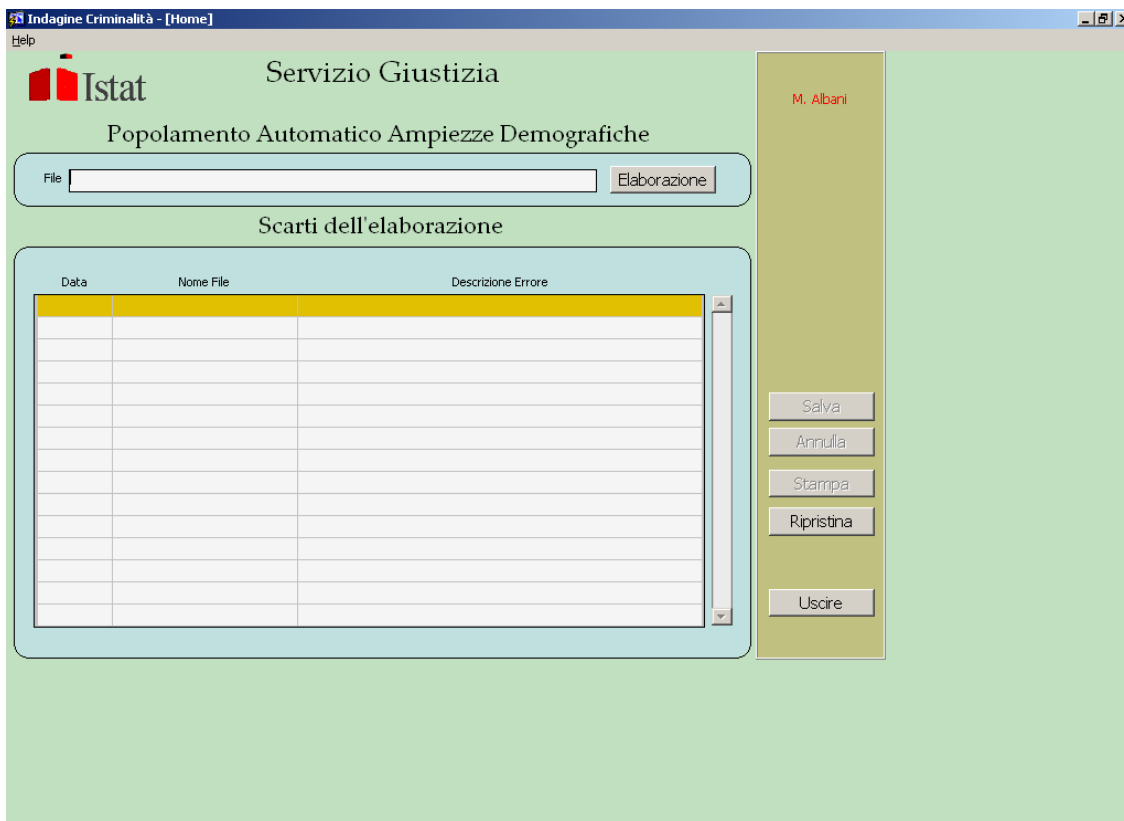 Indagine Criminalità - [Home]
Help
Istat
Servizio Giustizia
M. Albani
Popolamento Automatico Ampiezze Demografiche
File
Elaborazione
Scarti dell'elaborazione
Data Nome File Descrizione Errore
Salva
Annulla
Stampa
Ripristina
Uscire